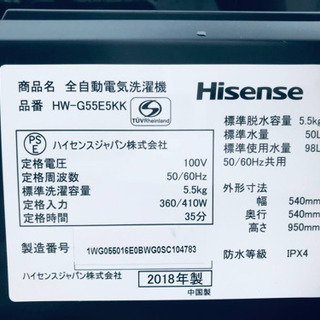 商品名 全自動電気洗濯機
品番 HW-G55E5KK
TÜVRheinland
Hisense
PS
E
ハイセンスジャパン株式会社
定格電圧 100V
定格周波数 50/60Hz
標準洗濯容量 5.5kg
定格入力 360/410W
定格時間 35分
標準脱水容量 5.5kg
標準水量 50L
標準使用水量 98L
50/60Hz共用
外形寸法
幅 540mm
奥行 540mm
高さ 950mm
防水等級 IPX4
製造番号 1WG055016E0BWG0SC104783
ハイセンスジャパン株式会社
2018年製
中国製